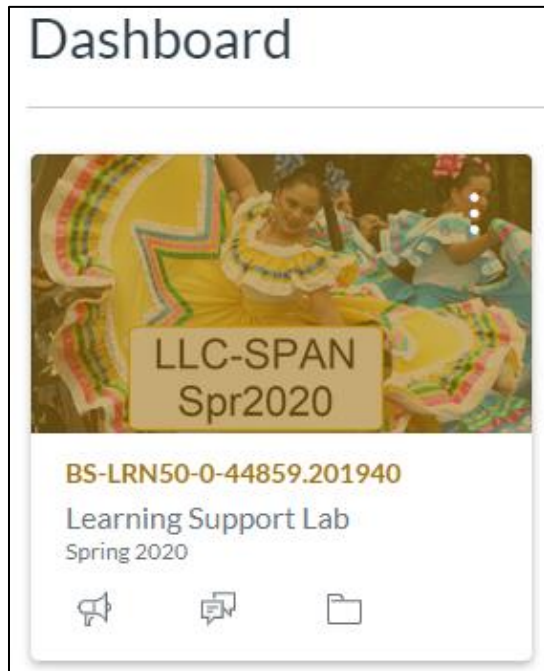 Dashboard
LLC-SPAN
Spr2020
BS-LRN50-0-44859.201940
Learning Support Lab
Spring 2020